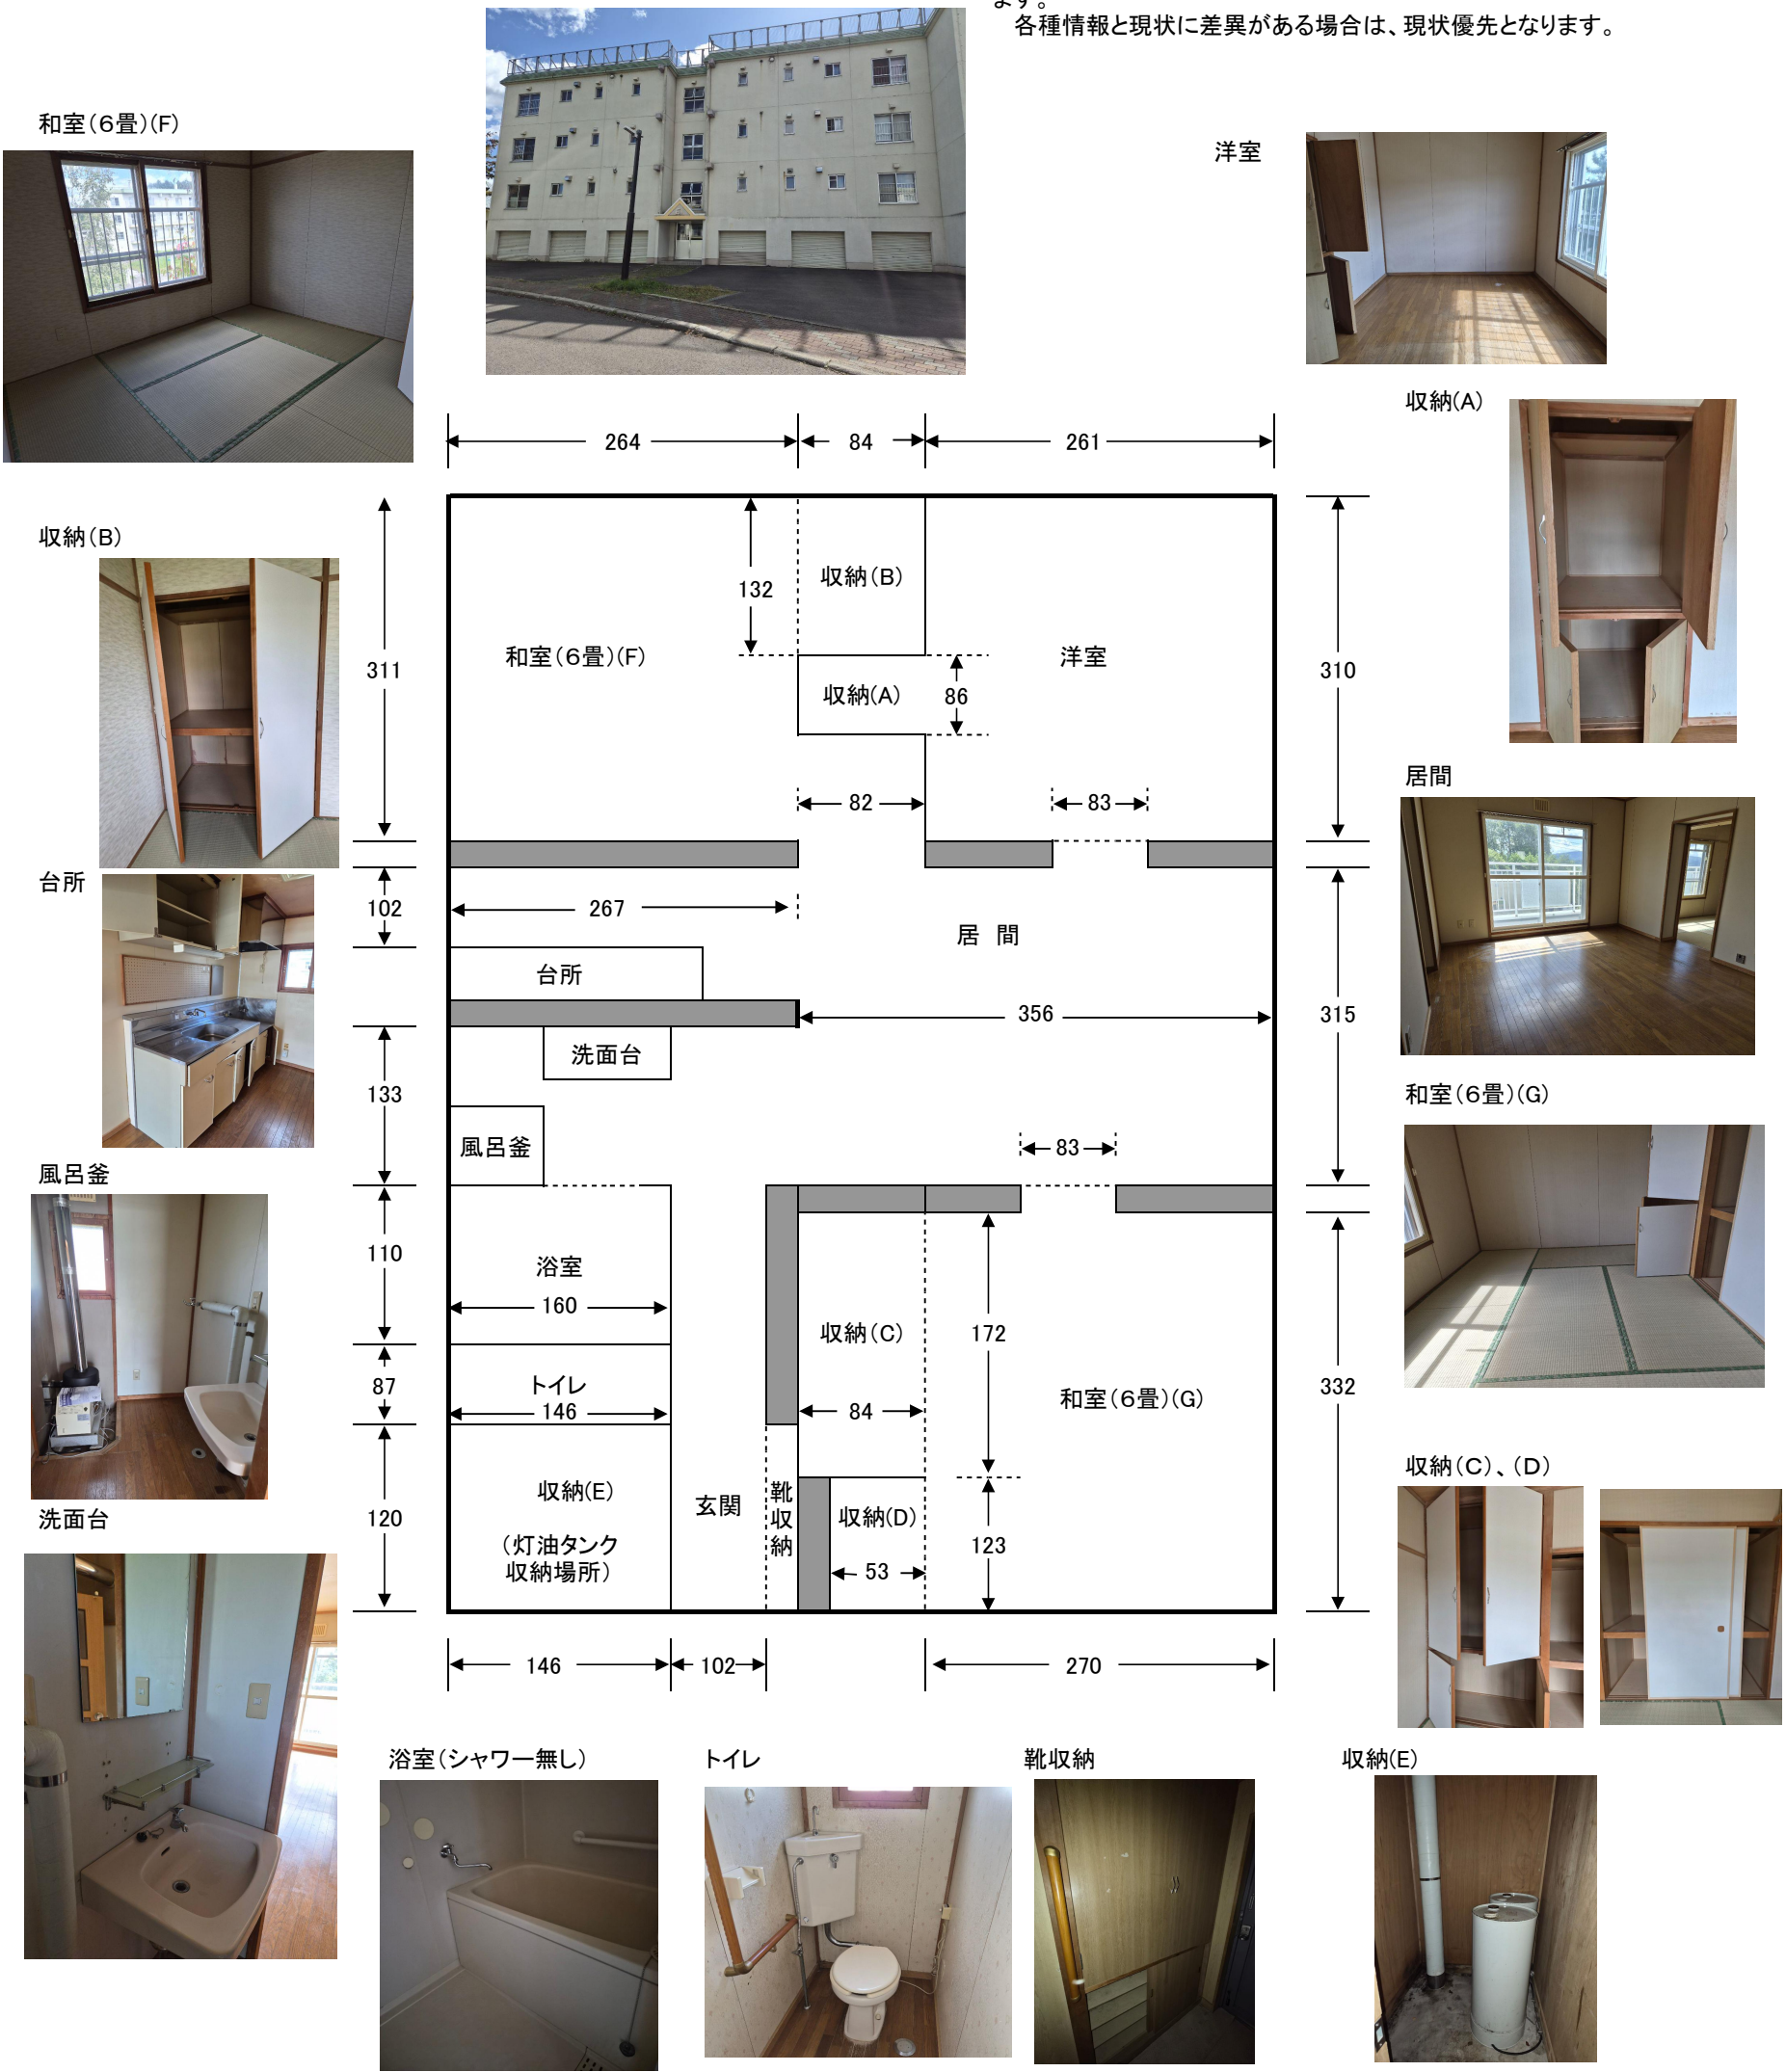 ます。
各種情報と現状に差異がある場合は、現状優先となります。
和室(6畳)(F)
洋室
収納(A)
264
84
261
収納(B)
132
収納(B)
311
和室(6畳)(F)
洋室
310
収納(A)
86
居間
82
83
台所
102
267
居 間
台所
356
315
洗面台
133
和室(6畳)(G)
風呂釜
83
風呂釜
110
浴室
160
収納(C)
172
332
87
トイレ
146
84
和室(6畳)(G)
収納(C)、(D)
収納(E)
玄関
靴収納
収納(D)
洗面台
120
(灯油タンク
収納場所)
123
53
146
102
270
浴室(シャワー無し)
トイレ
靴収納
収納(E)